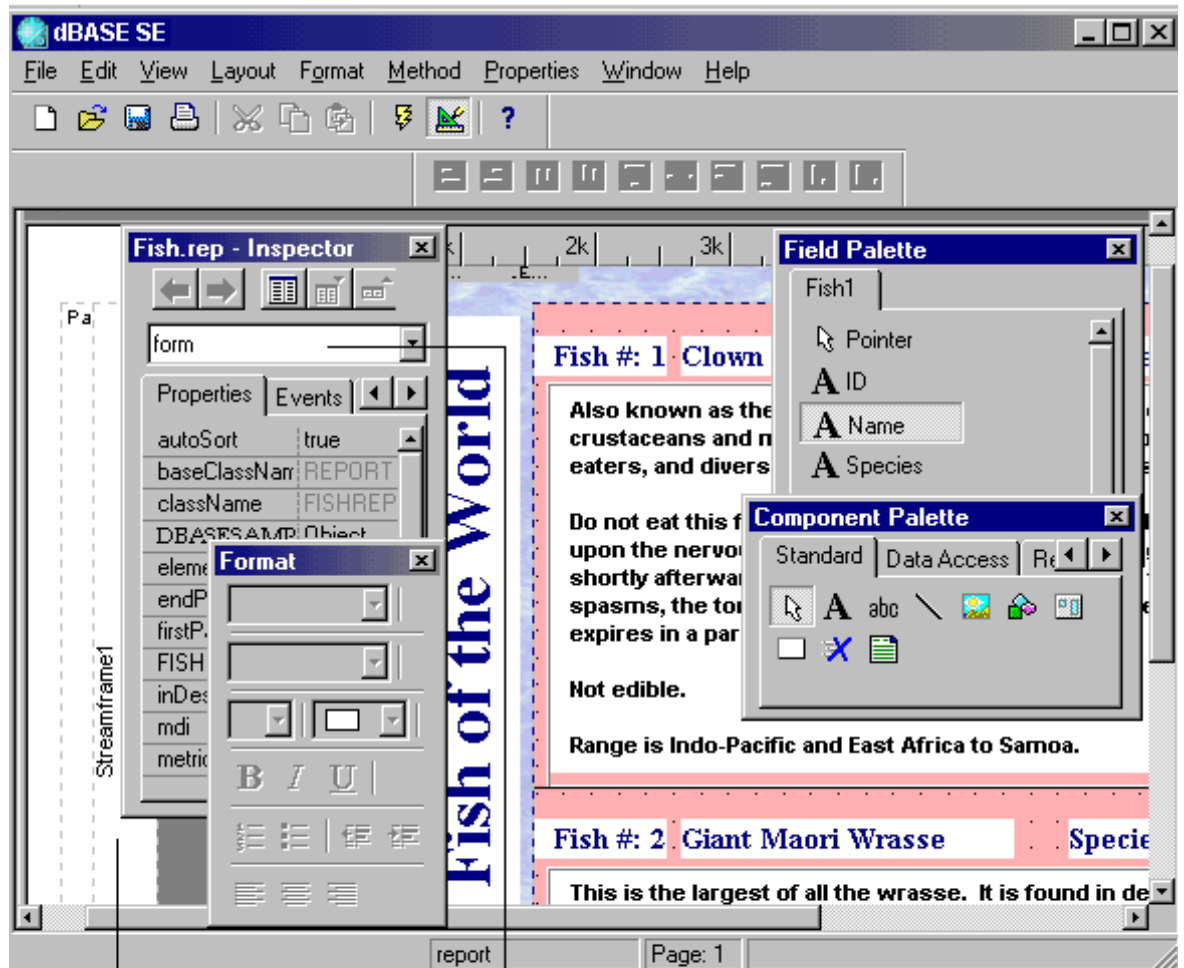 dBASE SE
File Edit View Layout Format Method Properties Window Help
?
Fish.rep - Inspector
form
Properties Events
autoSort true
baseClassNam REPORT
className FISHREP
DBASESAMP Object
eleme
endP
firstP
FISH
inDes
mdi
metric
Format
B I U
Pa
Streamframe1
2k 3k
.E...
Fish of the World
Fish #: 1 Clown
Also known as the
crustaceans and m
eaters, and divers
Do not eat this f
upon the nervou
shortly afterwar
spasms, the ton
expires in a par
Not edible.
Range is Indo-Pacific and East Africa to Samoa.
Fish #: 2 Giant Maori Wrasse Specie
This is the largest of all the wrasse. It is found in de
Field Palette
Fish1
Pointer
A ID
A Name
A Species
Component Palette
Standard Data Access Re
A abc
report Page: 1